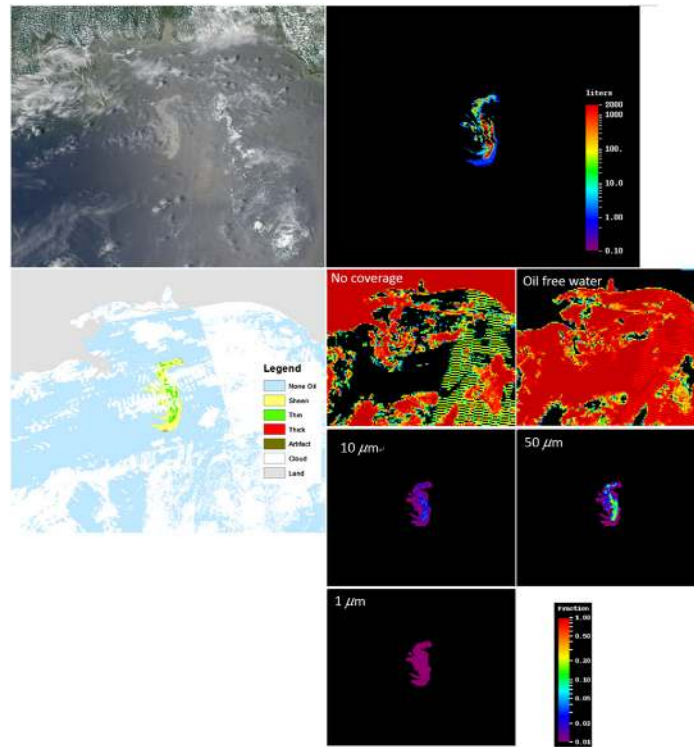 liters
2000
1000
100.
10.0
1.00
0.10
No coverage
Oil free water
Legend
None Oil
Sheen
Thin
Thick
Artifact
Cloud
Land
10 μm
50 μm
1 μm
Fraction
1.00
0.50
0.20
0.10
0.05
0.02
0.01